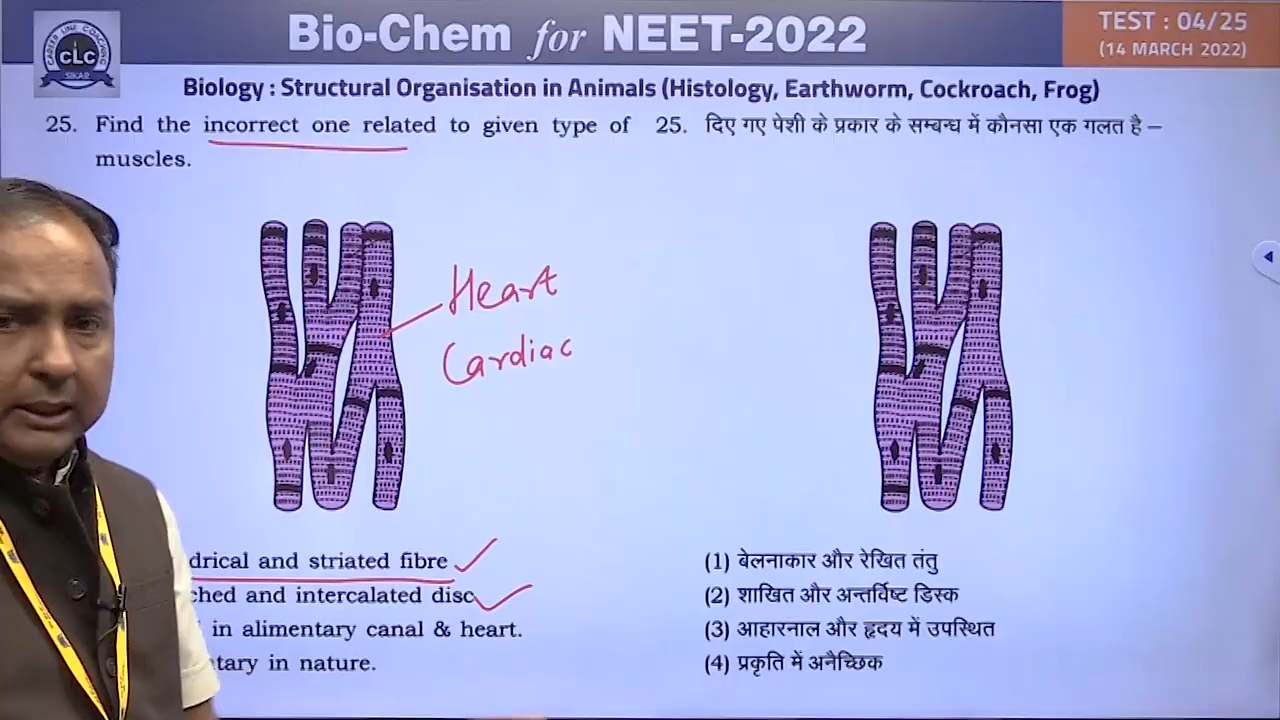 Bio-Chem for NEET-2022
TEST : 04/25
(14 MARCH 2022)
CAREER LINE COACHING
CLC
SIKAR
Biology : Structural Organisation in Animals (Histology, Earthworm, Cockroach, Frog)
25. Find the incorrect one related to given type of
muscles.
25. दिए गए पेशी के प्रकार के सम्बन्ध में कौनसा एक गलत है –
Heart
Cardiac
drical and striated fibre
ched and intercalated disc
in alimentary canal & heart.
tary in nature.
(1) बेलनाकार और रेखित तंतु
(2) शाखित और अन्तर्विष्ट डिस्क
(3) आहारनाल और हृदय में उपस्थित
(4) प्रकृति में अनैच्छिक